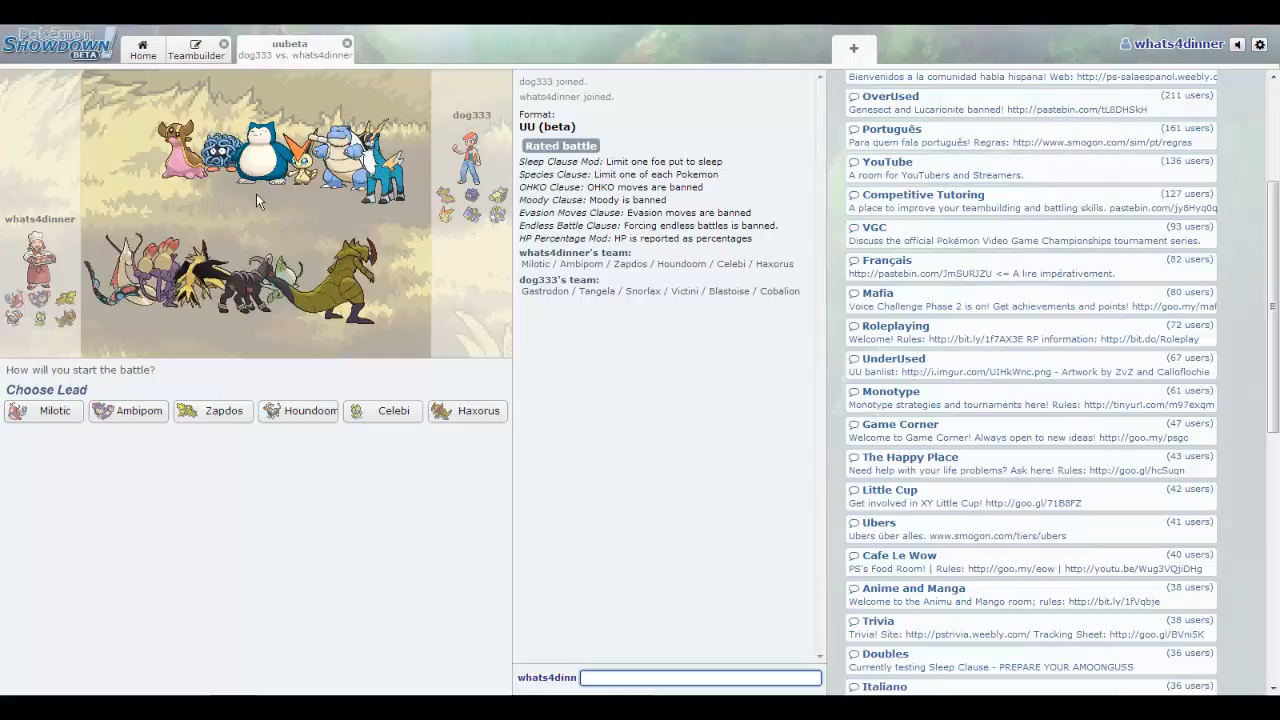 Pokémon
SHOWDOWN!
BETA
Home
Teambuilder
uubeta
dog333 vs. whats4dinner
+
whats4dinner
dog333
whats4dinner
How will you start the battle?
Choose Lead
Milotic
Ambipom
Zapdos
Houndoom
Celebi
Haxorus
dog333 joined.
whats4dinner joined.
Format:
UU (beta)
Rated battle
Sleep Clause Mod: Limit one foe put to sleep
Species Clause: Limit one of each Pokemon
OHKO Clause: OHKO moves are banned
Moody Clause: Moody is banned
Evasion Moves Clause: Evasion moves are banned
Endless Battle Clause: Forcing endless battles is banned.
HP Percentage Mod: HP is reported as percentages
whats4dinner's team:
Milotic / Ambipom / Zapdos / Houndoom / Celebi / Haxorus
dog333's team:
Gastrodon / Tangela / Snorlax / Victini / Blastoise / Cobalion
whats4dinn
Bienvenidos a la comunidad habla hispana! Web: http://ps-salaespanol.weebly.c
OverUsed (211 users)
Genesect and Lucarionite banned! http://pastebin.com/tL8DHSkH
Português (161 users)
Para quem fala português! Regras: http://www.smogon.com/sim/pt/regras
YouTube (136 users)
A room for YouTubers and Streamers.
Competitive Tutoring (127 users)
A place to improve your teambuilding and battling skills. pastebin.com/jy8Hyq0q
VGC (93 users)
Discuss the official Pokémon Video Game Championships tournament series.
Français (82 users)
http://pastebin.com/JmSURJZU <= A lire impérativement.
Mafia (80 users)
Voice Challenge Phase 2 is on! Get achievements and points! http://goo.gl/maf
Roleplaying (72 users)
Welcome! Rules: http://bit.ly/1f7AX3E RP information: http://bit.do/Roleplay
UnderUsed (67 users)
UU banlist: http://i.imgur.com/UIHkWnc.png - Artwork by ZvZ and Calloflochie
Monotype (61 users)
Monotype strategies and tournaments here! Rules: http://tinyurl.com/m97exqm
Game Corner (47 users)
Welcome to Game Corner! Always open to new ideas! http://goo.my/psgc
The Happy Place (43 users)
Need help with your life problems? Ask here! Rules: http://goo.gl/hcSuqn
Little Cup (42 users)
Get involved in XY Little Cup! http://goo.gl/71B8FZ
Ubers (41 users)
Ubers über alles. www.smogon.com/tiers/ubers
Cafe Le Wow (40 users)
PS's Food Room! | Rules: http://goo.my/eow | http://youtu.be/Wug3VQjiDHg
Anime and Manga (38 users)
Welcome to the Animu and Mango room; rules: http://bit.ly/1fVqbje
Trivia (38 users)
Trivia! Site: http://pstrivia.weebly.com/ Tracking Sheet: http://goo.gl/BVni5K
Doubles (36 users)
Currently testing Sleep Clause - PREPARE YOUR AMOONGUSS
Italiano (36 users)